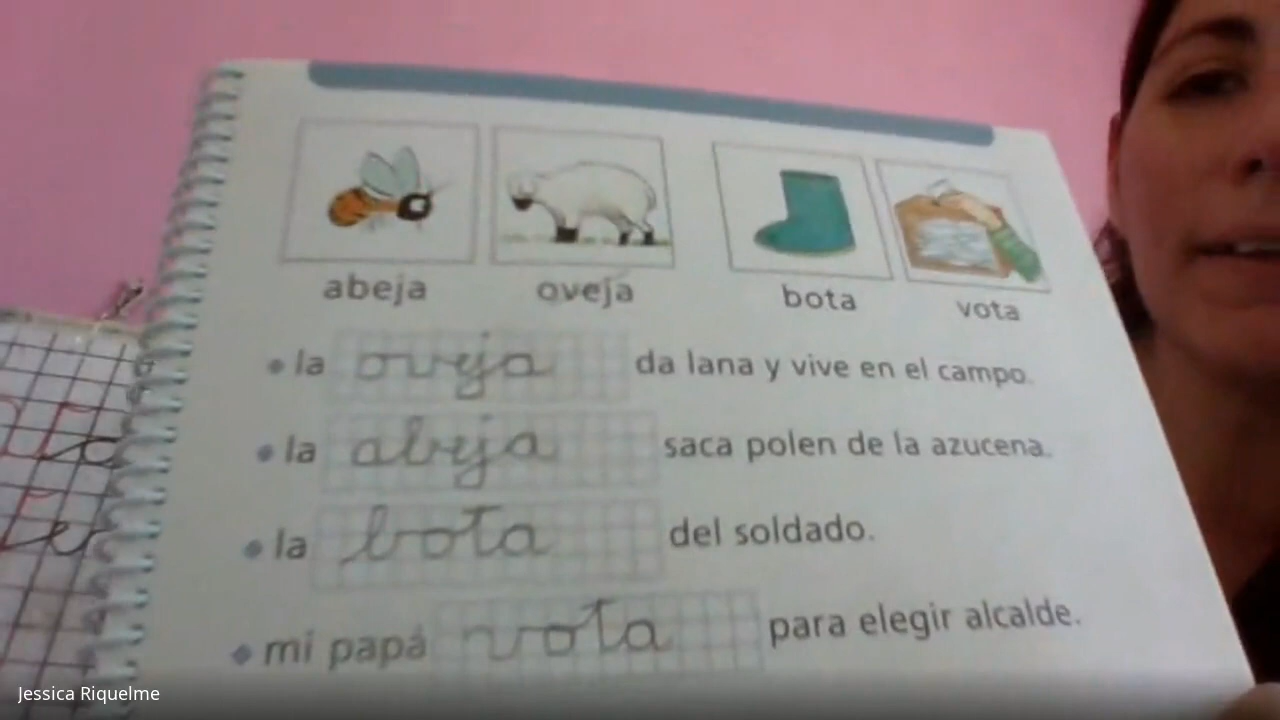 abeja oveja bota vota
la oveja da lana y vive en el campo.
la abeja saca polen de la azucena.
la bota del soldado.
mi papá vota para elegir alcalde.
Jessica Riquelme